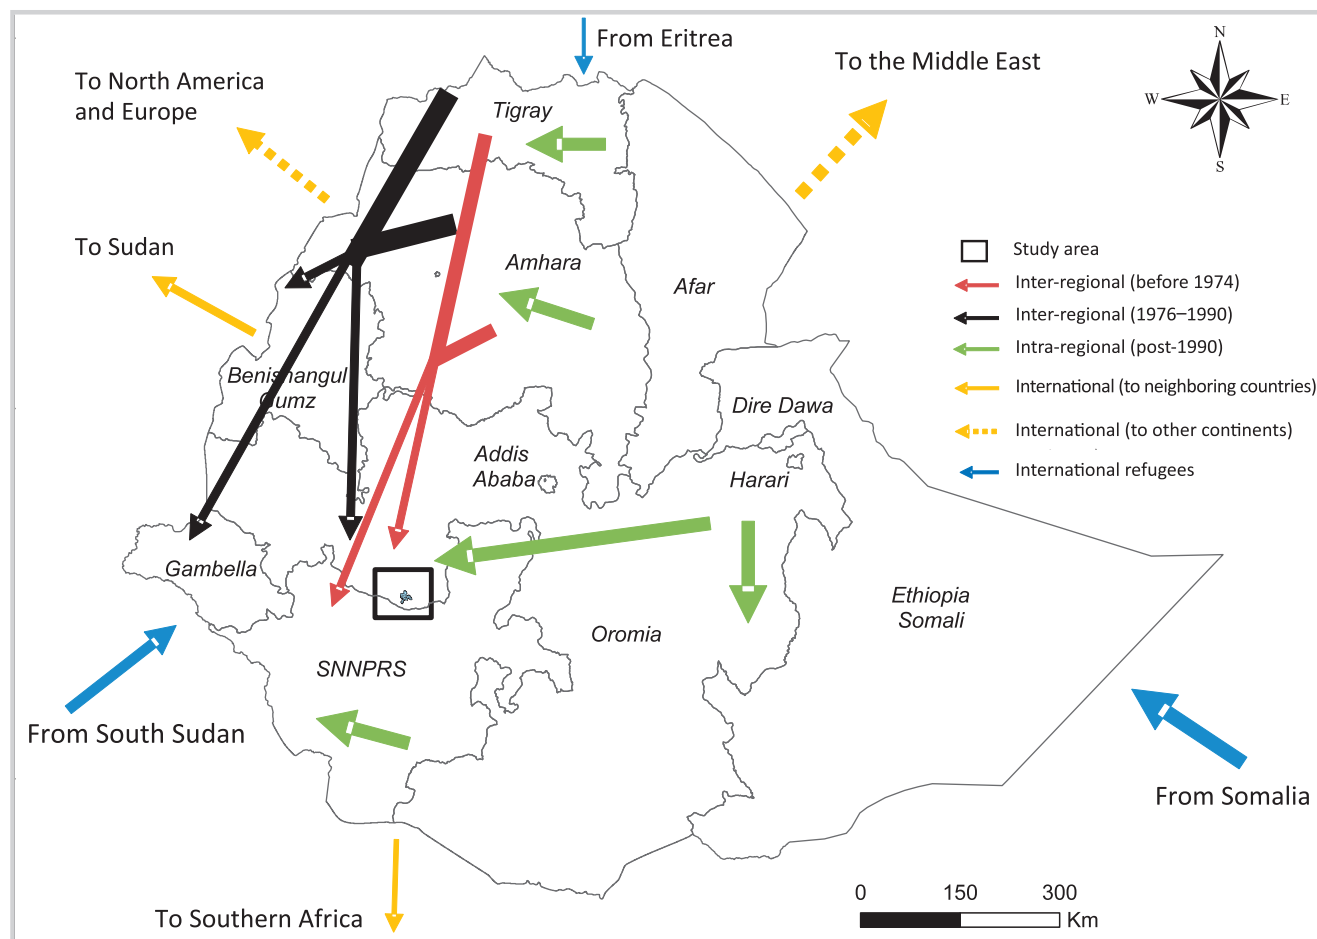 From Eritrea
To the Middle East
To North America
and Europe
N
W
E
S
Tigray
To Sudan
Amhara
Afar
Study area
Inter-regional (before 1974)
Inter-regional (1976–1990)
Intra-regional (post-1990)
International (to neighboring countries)
International (to other continents)
International refugees
Benishangul
Gumz
Dire Dawa
Addis
Ababa
Harari
Gambella
Ethiopia
Somali
Oromia
SNNPRS
From South Sudan
From Somalia
To Southern Africa
0 150 300
Km